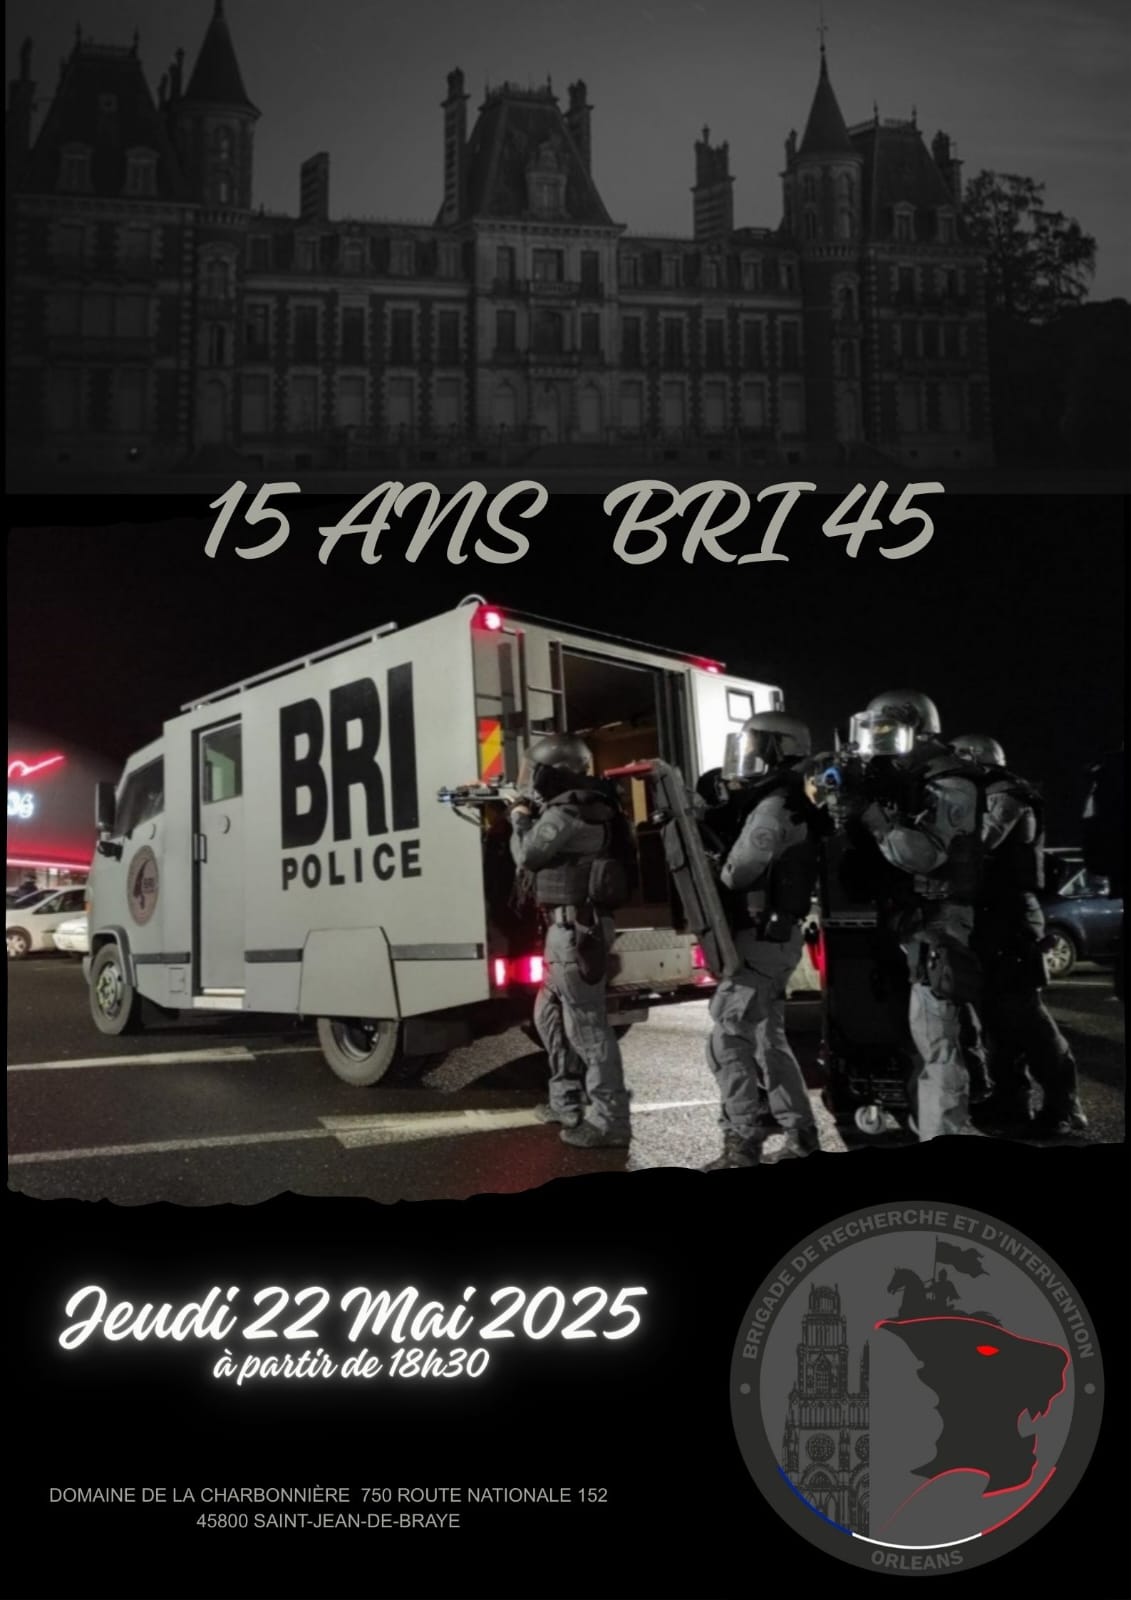 15 ANS BRI 45
BRI
POLICE
BRI
Jeudi 22 Mai 2025
à partir de 18h30
BRIGADE DE RECHERCHE ET D'INTERVENTION
ORLEANS
DOMAINE DE LA CHARBONNIÈRE 750 ROUTE NATIONALE 152
45800 SAINT-JEAN-DE-BRAYE